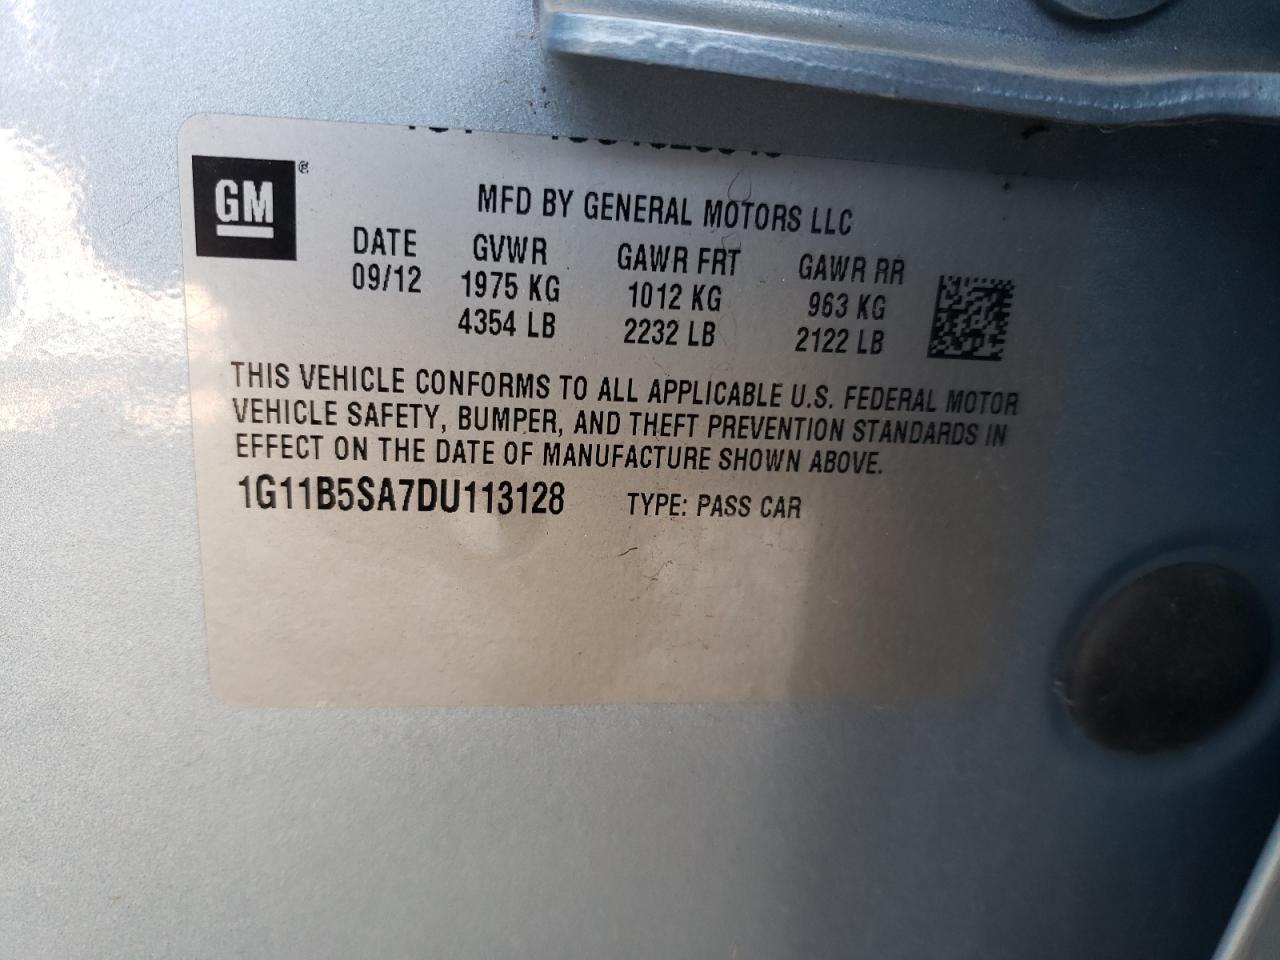 GM ®
MFD BY GENERAL MOTORS LLC
DATE GVWR GAWR FRT GAWR RR
09/12 1975 KG 1012 KG 963 KG
4354 LB 2232 LB 2122 LB
THIS VEHICLE CONFORMS TO ALL APPLICABLE U.S. FEDERAL MOTOR
VEHICLE SAFETY, BUMPER, AND THEFT PREVENTION STANDARDS IN
EFFECT ON THE DATE OF MANUFACTURE SHOWN ABOVE.
1G11B5SA7DU113128 TYPE: PASS CAR